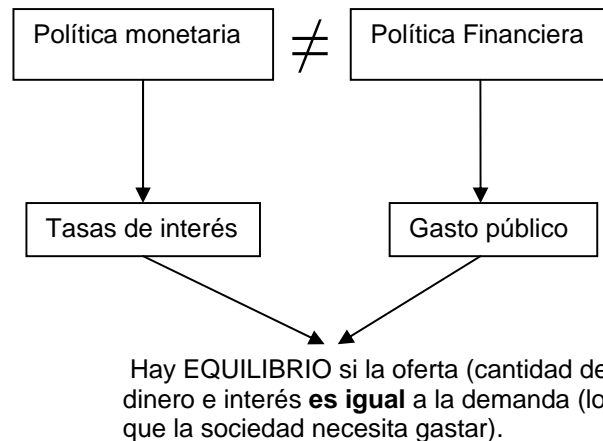 Política monetaria ≠ Política Financiera
Tasas de interés Gasto público
Hay EQUILIBRIO si la oferta (cantidad de
dinero e interés es igual a la demanda (lo
que la sociedad necesita gastar).